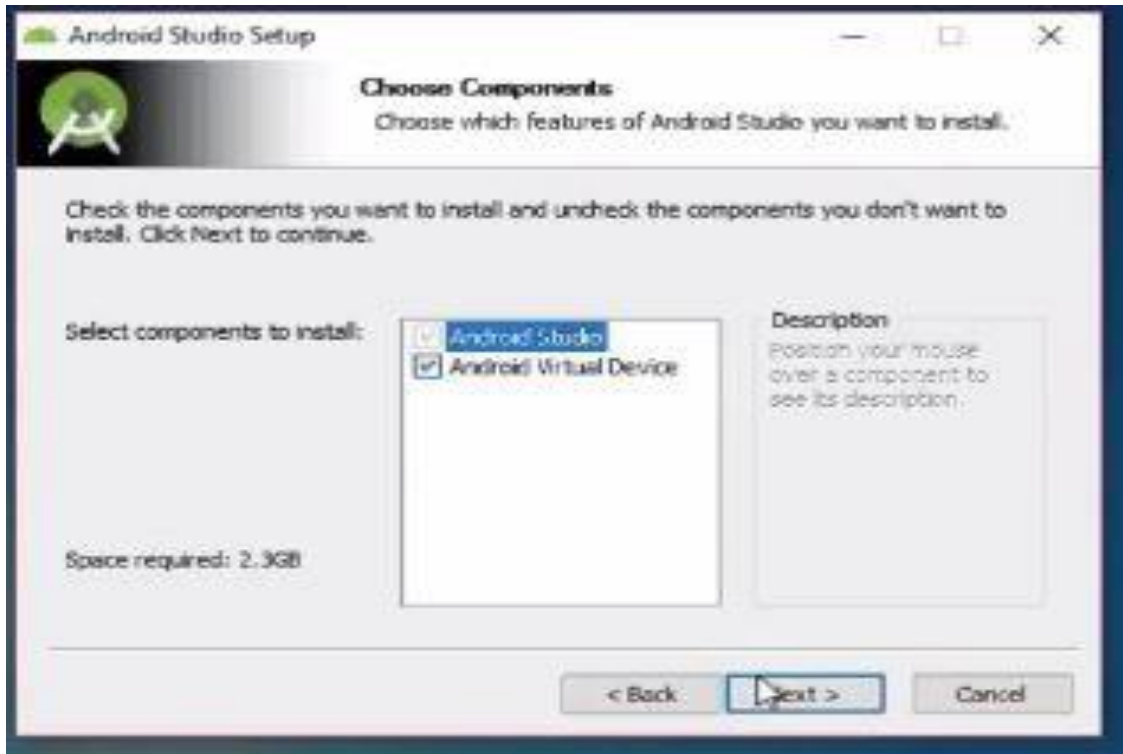 Android Studio Setup
Choose Components
Choose which features of Android Studio you want to install.
Check the components you want to install and uncheck the components you don't want to
install. Click Next to continue.
Select components to install:
Android Studio
Android Virtual Device
Description
Position your mouse
over a component to
see its description.
Space required: 2.3GB
< Back
Next >
Cancel